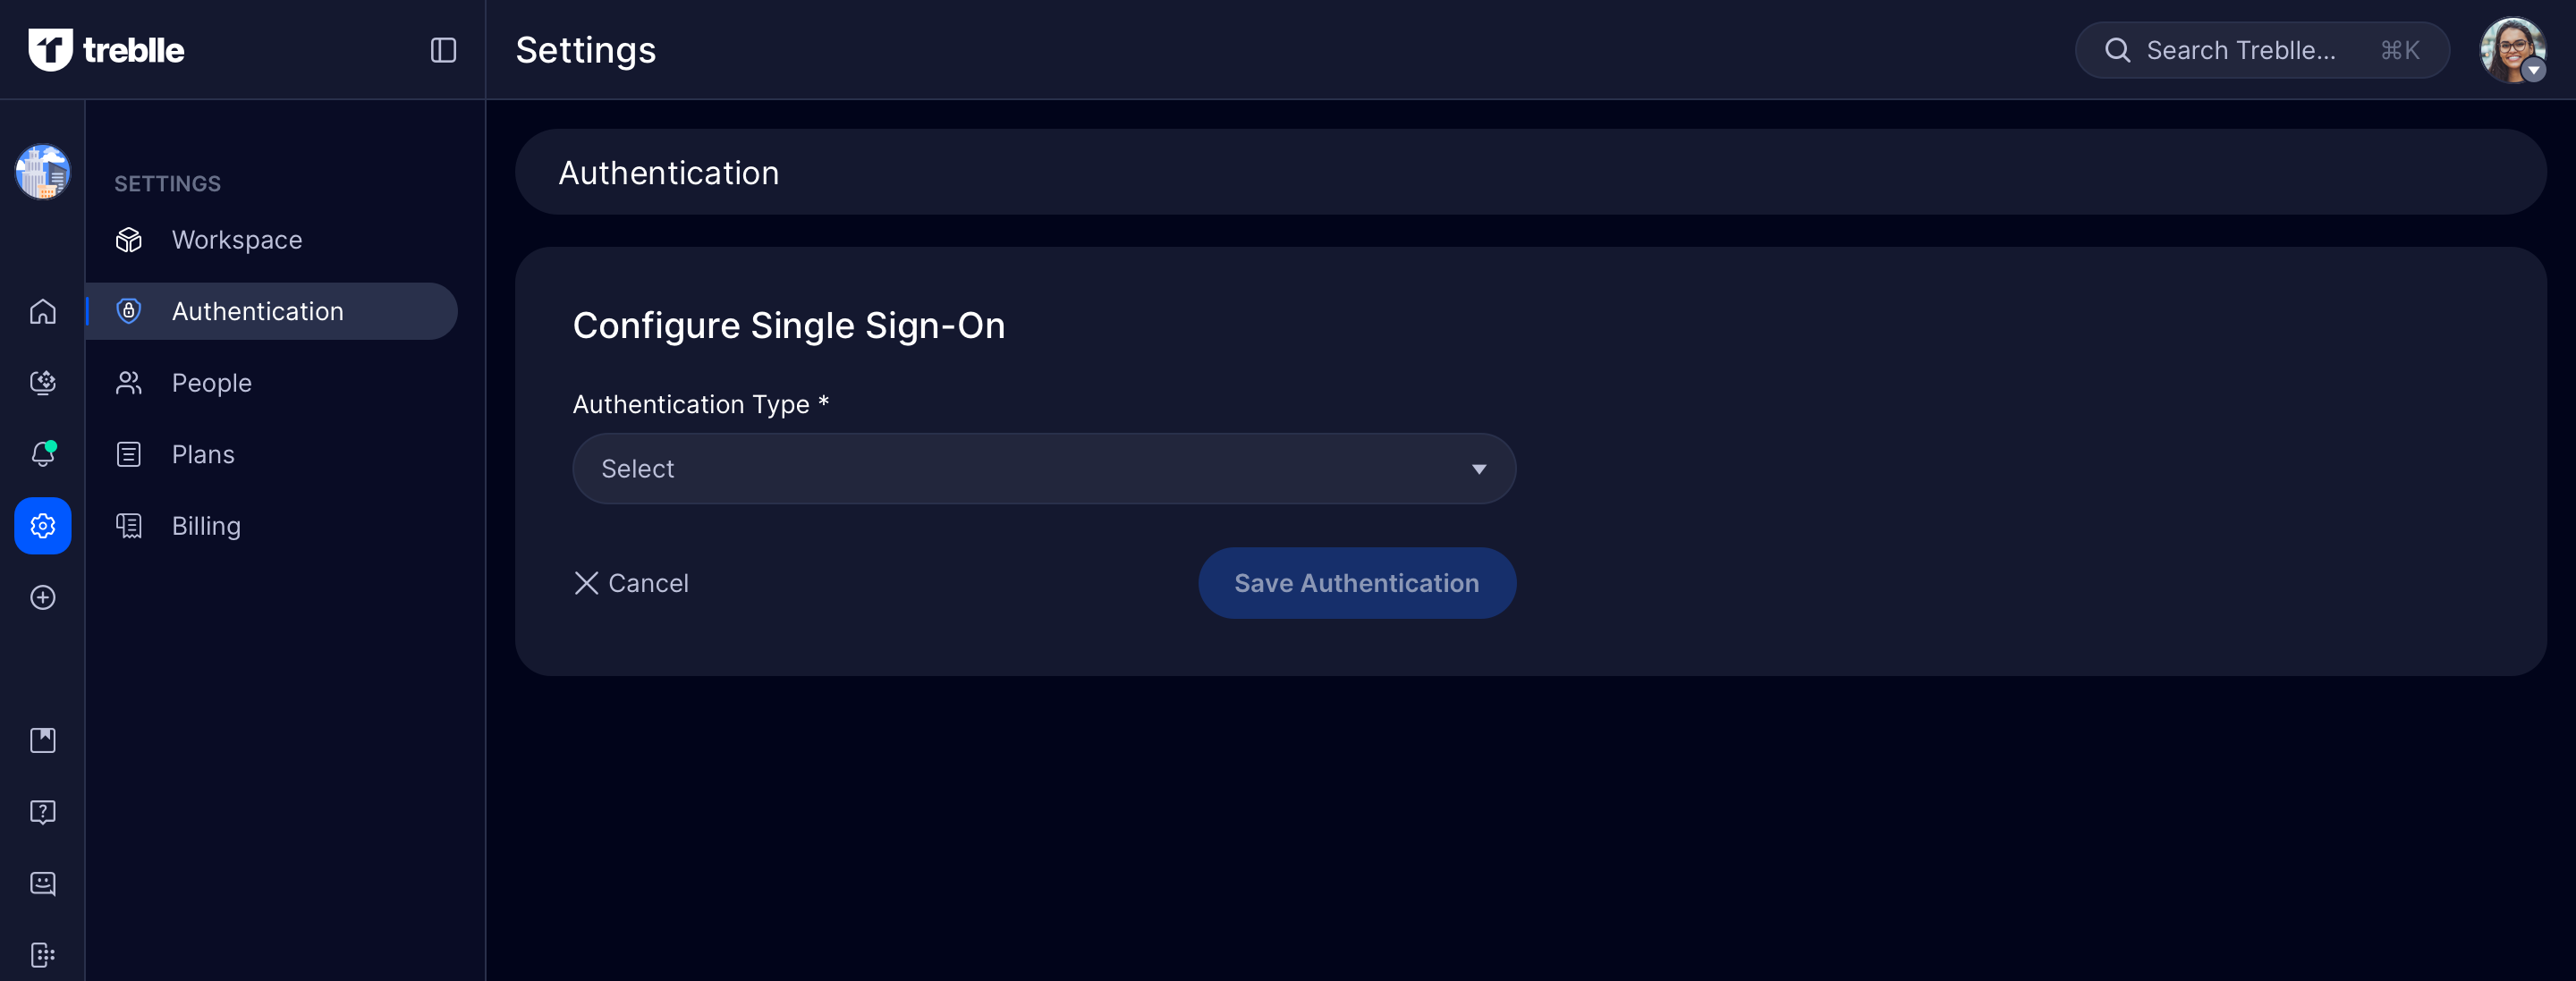 treblle
Settings
Search Treblle...
⌘K
SETTINGS
Workspace
Authentication
People
Plans
Billing
Authentication
Configure Single Sign-On
Authentication Type *
Select
Cancel
Save Authentication